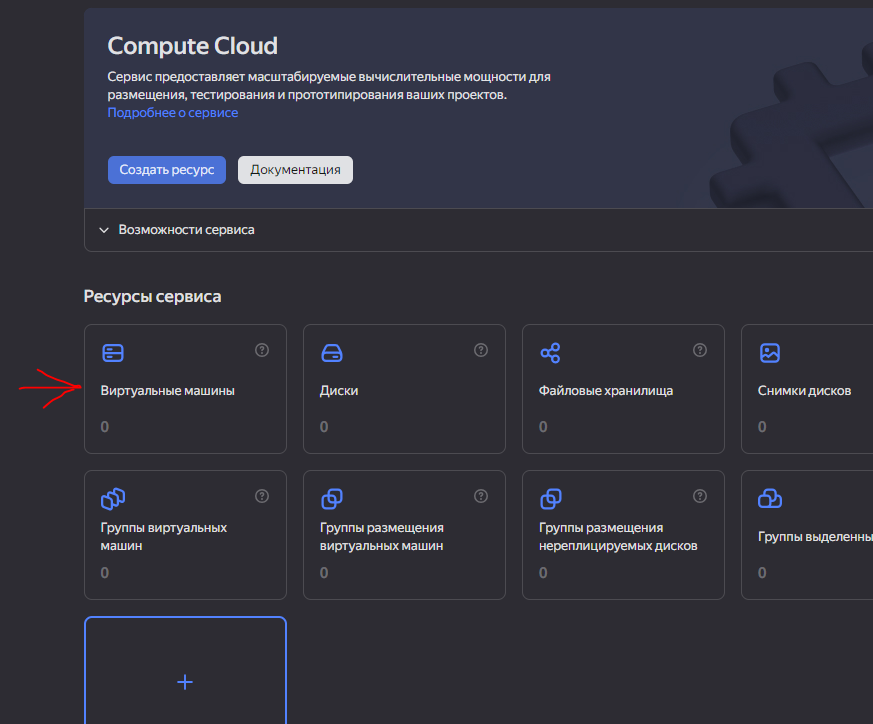 Compute Cloud
Сервис предоставляет масштабируемые вычислительные мощности для
размещения, тестирования и прототипирования ваших проектов.
Подробнее о сервисе
Создать ресурс
Документация
Возможности сервиса
Ресурсы сервиса
Виртуальные машины
0
Диски
0
Файловые хранилища
0
Снимки дисков
0
Группы виртуальных
машин
0
Группы размещения
виртуальных машин
0
Группы размещения
нереплицируемых дисков
0
Группы выделенны
0